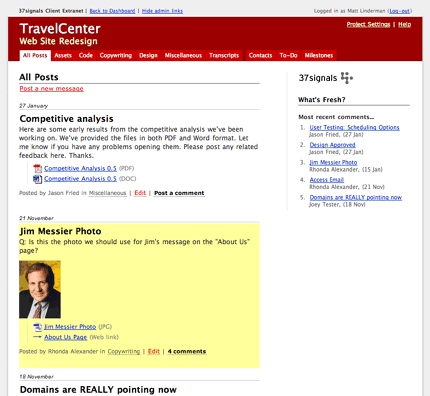 37signals Client Extranet | Back to Dashboard | Hide admin links
Logged in as Matt Linderman (Log-out)
TravelCenter
Project Settings | Help
Web Site Redesign
All Posts Assets Code Copywriting Design Miscellaneous Transcripts Contacts To-Do Milestones
All Posts
Post a new message
27 January
Competitive analysis
Here are some early results from the competitive analysis we've been
working on. We've provided the files in both PDF and Word format. Let
me know if you have any problems opening them. Please post any related
feedback here. Thanks.
Competitive Analysis 0.5 (PDF)
Competitive Analysis 0.5 (DOC)
Posted by Jason Fried in Miscellaneous | Edit | Post a comment
21 November
Jim Messier Photo
Q: Is this the photo we should use for Jim's message on the "About Us"
page?
Jim Messier Photo (JPG)
About Us Page (Web link)
Posted by Rhonda Alexander in Copywriting | Edit | 4 comments
18 November
Domains are REALLY pointing now
37signals
What's Fresh?
Most recent comments...
1. User Testing: Scheduling Options
Jason Fried, (27 Jan)
2. Design Approved
Jason Fried, (27 Jan)
3. Jim Messier Photo
Rhonda Alexander, (15 Jan)
4. Access Email
Rhonda Alexander, (21 Nov)
5. Domains are REALLY pointing now
Joey Tester, (18 Nov)